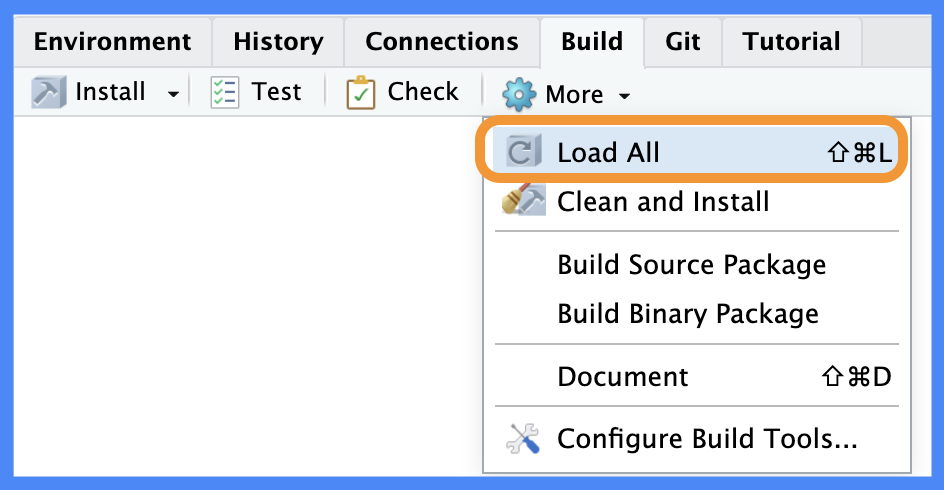 Environment History Connections Build Git Tutorial
Install Test Check More
Load All ⇧⌘L
Clean and Install
Build Source Package
Build Binary Package
Document ⇧⌘D
Configure Build Tools...